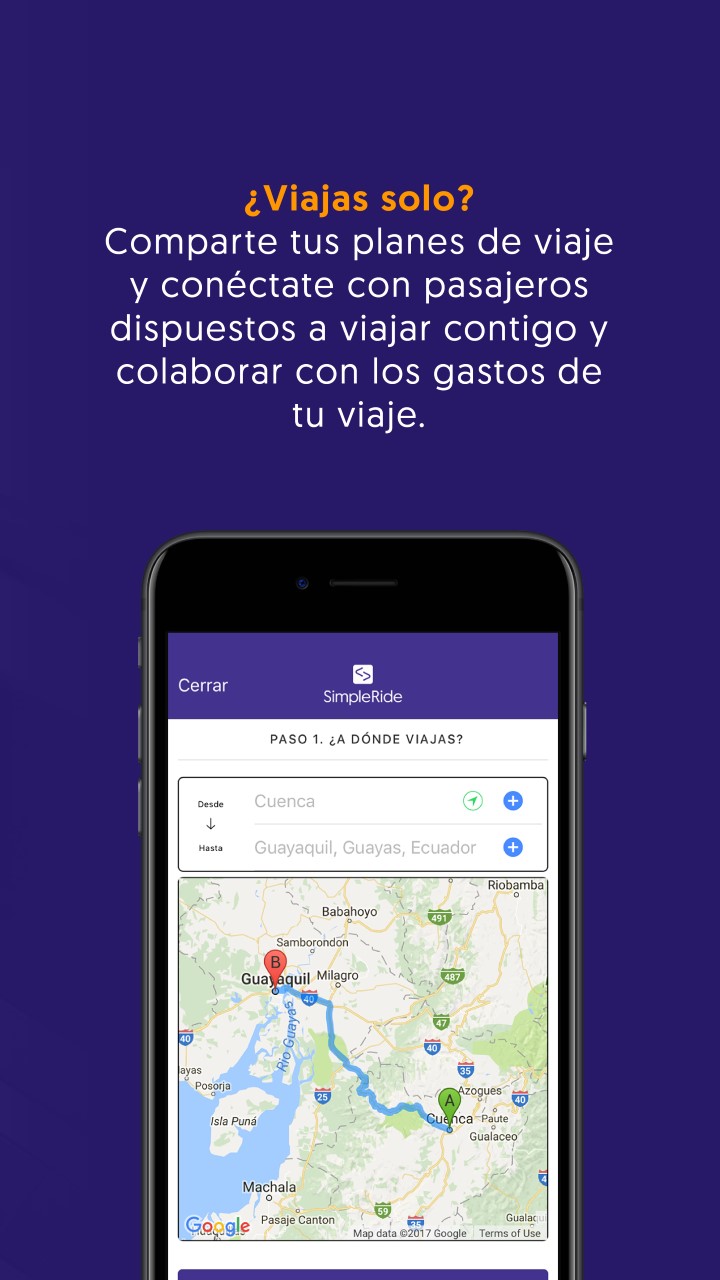 ¿Viajas solo?
Comparte tus planes de viaje
y conéctate con pasajeros
dispuestos a viajar contigo y
colaborar con los gastos de
tu viaje.
Cerrar
SimpleRide
PASO 1. ¿A DÓNDE VIAJAS?
Desde
Cuenca
Hasta
Guayaquil, Guayas, Ecuador
Riobamba
Babahoyo
491
Samborondon
B
Guayaquil
Milagro
487
40
Rio Guayas
47
40
40
35
ayas
Posorja
25
Azogues
40
A
Isla Puná
Cuenca
Paute
Gualaceo
Machala
4
59
Pasaje Canton
35
Gualaqu
Google
Map data ©2017 Google
Terms of Use